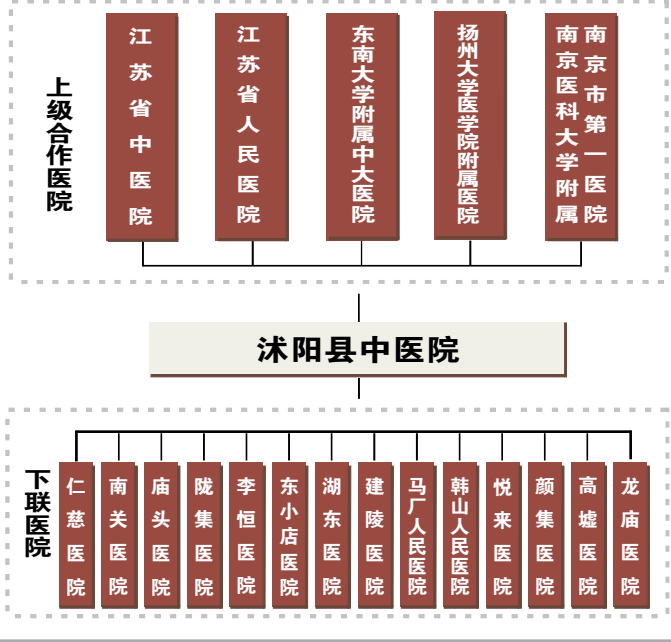 上级合作医院
江苏省中医院
江苏省人民医院
东南大学附属中大医院
扬州大学医学院附属医院
南京医科大学附属
南京市第一医院
沭阳县中医院
下联医院
仁慈医院
南关医院
庙头医院
陇集医院
李恒医院
东小店医院
湖东医院
建陵医院
马厂人民医院
韩山人民医院
悦来医院
颜集医院
高墟医院
龙庙医院